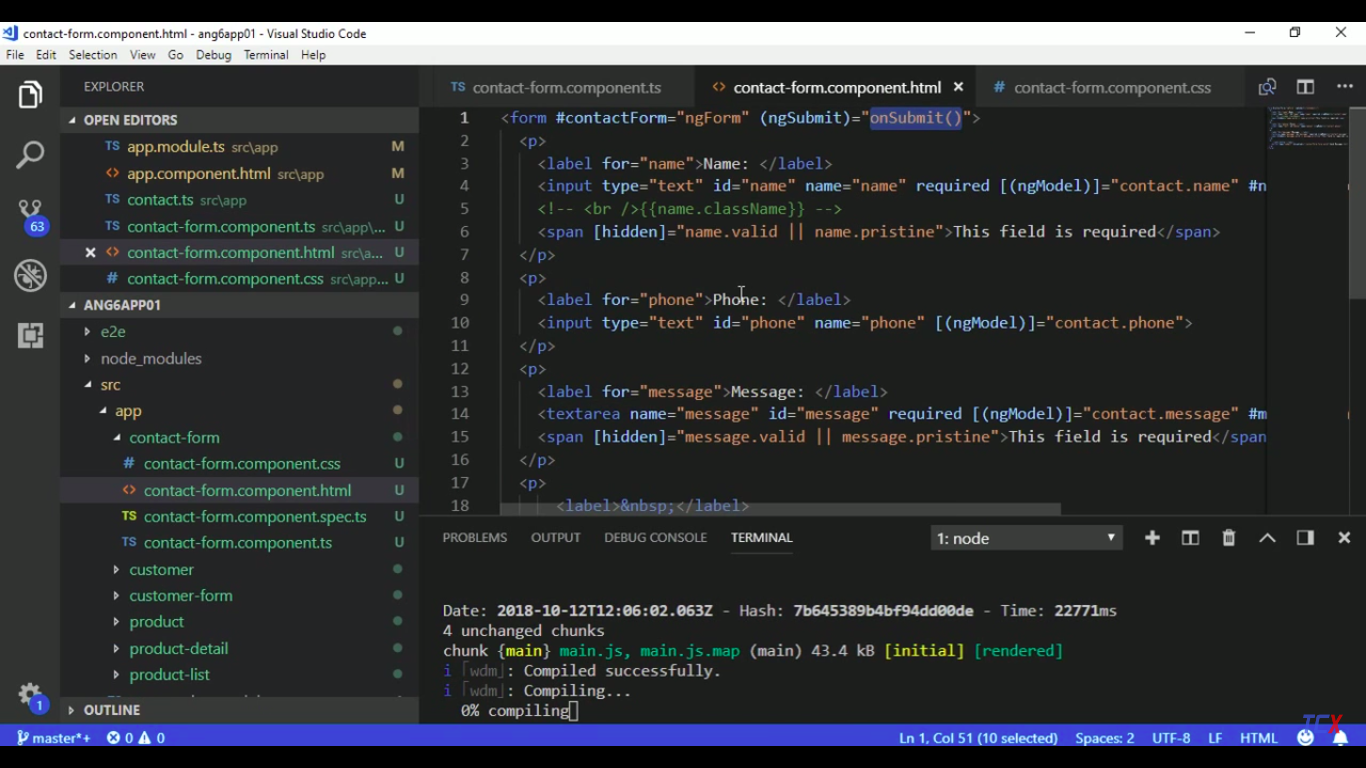 contact-form.component.html - ang6app01 - Visual Studio Code
File Edit Selection View Go Debug Terminal Help
EXPLORER
OPEN EDITORS
TS app.module.ts src\app M
<> app.component.html src\app M
TS contact.ts src\app U
TS contact-form.component.ts src\app\... U
<> contact-form.component.html src\a... U
# contact-form.component.css src\app... U
ANG6APP01
e2e
node_modules
src
app
contact-form
# contact-form.component.css U
<> contact-form.component.html U
TS contact-form.component.spec.ts U
TS contact-form.component.ts U
customer
customer-form
product
product-detail
product-list
OUTLINE
63
1
TS contact-form.component.ts <> contact-form.component.html # contact-form.component.css
1 <form #contactForm="ngForm" (ngSubmit)="onSubmit()">
2 <p>
3 <label for="name">Name: </label>
4 <input type="text" id="name" name="name" required [(ngModel)]="contact.name" #n
5 <!-- <br />{{name.className}} -->
6 <span [hidden]="name.valid || name.pristine">This field is required</span>
7 </p>
8 <p>
9 <label for="phone">Phone: </label>
10 <input type="text" id="phone" name="phone" [(ngModel)]="contact.phone">
11 </p>
12 <p>
13 <label for="message">Message: </label>
14 <textarea name="message" id="message" required [(ngModel)]="contact.message" #m
15 <span [hidden]="message.valid || message.pristine">This field is required</span
16 </p>
17 <p>
18 <label>&nbsp;</label>
PROBLEMS OUTPUT DEBUG CONSOLE TERMINAL 1: node
Date: 2018-10-12T12:06:02.063Z - Hash: 7b645389b4bf94dd00de - Time: 22771ms
4 unchanged chunks
chunk {main} main.js, main.js.map (main) 43.4 kB [initial] [rendered]
i ｢wdm｣: Compiled successfully.
i ｢wdm｣: Compiling...
0% compiling
master*+ 0 0 Ln 1, Col 51 (10 selected) Spaces: 2 UTF-8 LF HTML